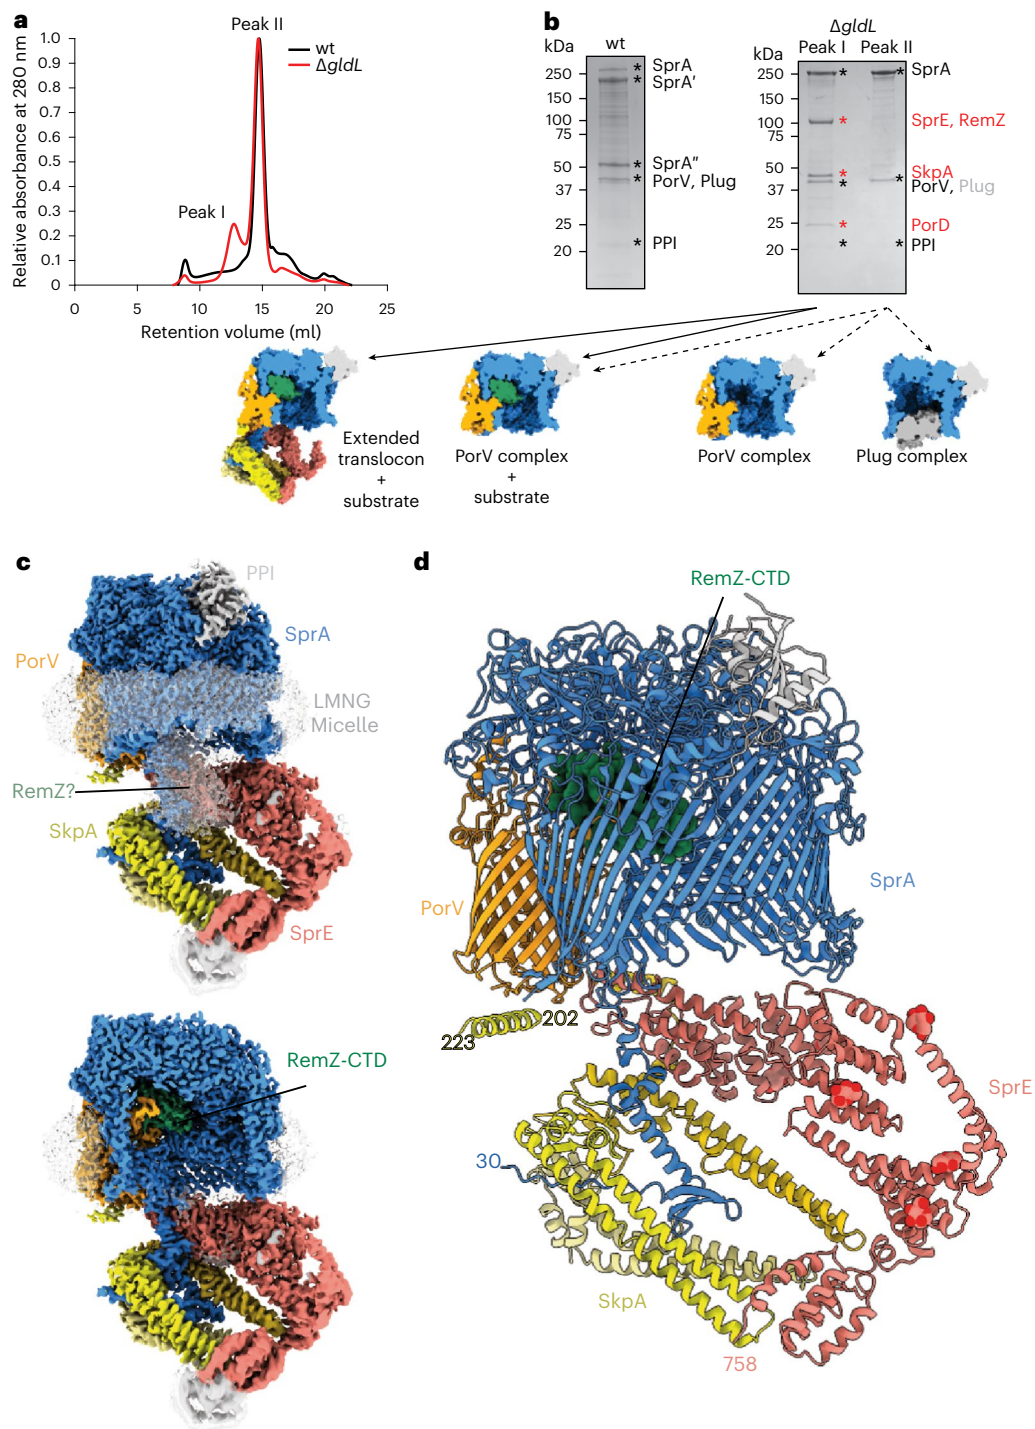 a
Peak II
wt
ΔgldL
Relative absorbance at 280 nm
1.0
0.9
0.8
0.7
0.6
0.5
0.4
0.3
0.2
0.1
0
Peak I
0 5 10 15 20 25
Retention volume (ml)
b
kDa
wt
250
150
100
75
50
37
25
20
* SprA
* SprA′
* SprA″
* PorV, Plug
* PPI
ΔgldL
kDa
Peak I Peak II
250
150
100
75
50
37
25
20
* * SprA
* SprE, RemZ
* SkpA
* * PorV, Plug
* PorD
* * PPI
Extended
translocon
+
substrate
PorV complex
+
substrate
PorV complex
Plug complex
c
PPI
SprA
PorV
LMNG
Micelle
RemZ?
SkpA
SprE
RemZ-CTD
d
RemZ-CTD
SprA
PorV
202
223
SprE
30
SkpA
758